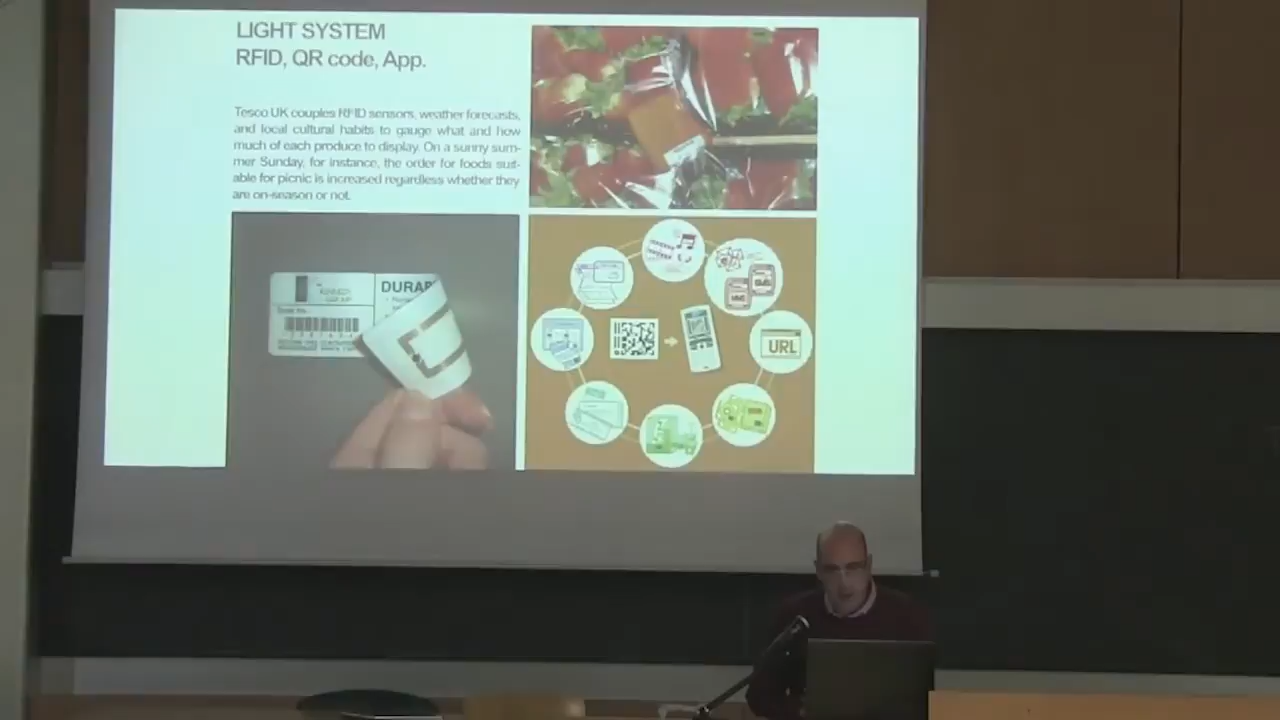 LIGHT SYSTEM
RFID, QR code, App.
Tesco UK couples RFID sensors, weather forecasts,
and local cultural habits to gauge what and how
much of each produce to display. On a sunny sum-
mer Sunday, for instance, the order for foods suit-
able for picnic is increased regardless whether they
are on-season or not.
DURAB
URL